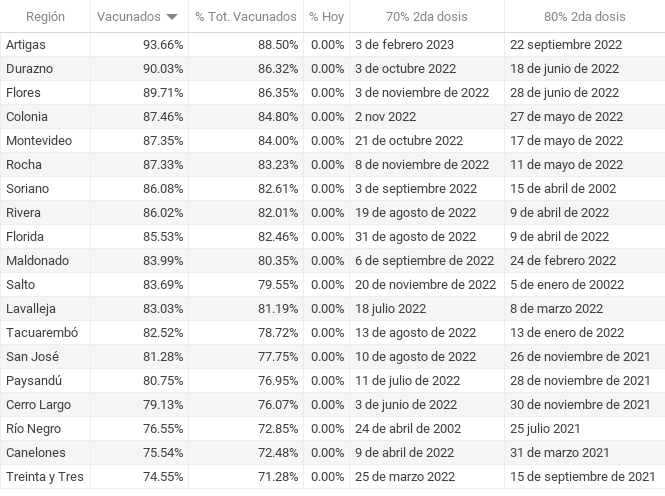 Región Vacunados % Tot. Vacunados % Hoy 70% 2da dosis 80% 2da dosis
Artigas 93.66% 88.50% 0.00% 3 de febrero 2023 22 septiembre 2022
Durazno 90.03% 86.32% 0.00% 3 de octubre 2022 18 de junio de 2022
Flores 89.71% 86.35% 0.00% 3 de noviembre de 2022 28 de junio de 2022
Colonia 87.46% 84.80% 0.00% 2 nov 2022 27 de mayo de 2022
Montevideo 87.35% 84.00% 0.00% 21 de octubre de 2022 17 de mayo de 2022
Rocha 87.33% 83.23% 0.00% 8 de noviembre de 2022 11 de mayo de 2022
Soriano 86.08% 82.61% 0.00% 3 de septiembre 2022 15 de abril de 2002
Rivera 86.02% 82.01% 0.00% 19 de agosto de 2022 9 de abril de 2022
Florida 85.53% 82.46% 0.00% 31 de agosto de 2022 9 de abril de 2022
Maldonado 83.99% 80.35% 0.00% 6 de septiembre de 2022 24 de febrero 2022
Salto 83.69% 79.55% 0.00% 20 de noviembre de 2022 5 de enero de 20022
Lavalleja 83.03% 81.19% 0.00% 18 julio 2022 8 de marzo 2022
Tacuarembó 82.52% 78.72% 0.00% 13 de agosto de 2022 13 de enero de 2022
San José 81.28% 77.75% 0.00% 10 de agosto de 2022 26 de noviembre de 2021
Paysandú 80.75% 76.95% 0.00% 11 de julio de 2022 28 de noviembre de 2021
Cerro Largo 79.13% 76.07% 0.00% 3 de junio de 2022 30 de noviembre de 2021
Río Negro 76.55% 72.85% 0.00% 24 de abril de 2002 25 julio 2021
Canelones 75.54% 72.48% 0.00% 9 de abril de 2022 31 de marzo 2021
Treinta y Tres 74.55% 71.28% 0.00% 25 de marzo 2022 15 de septiembre de 2021